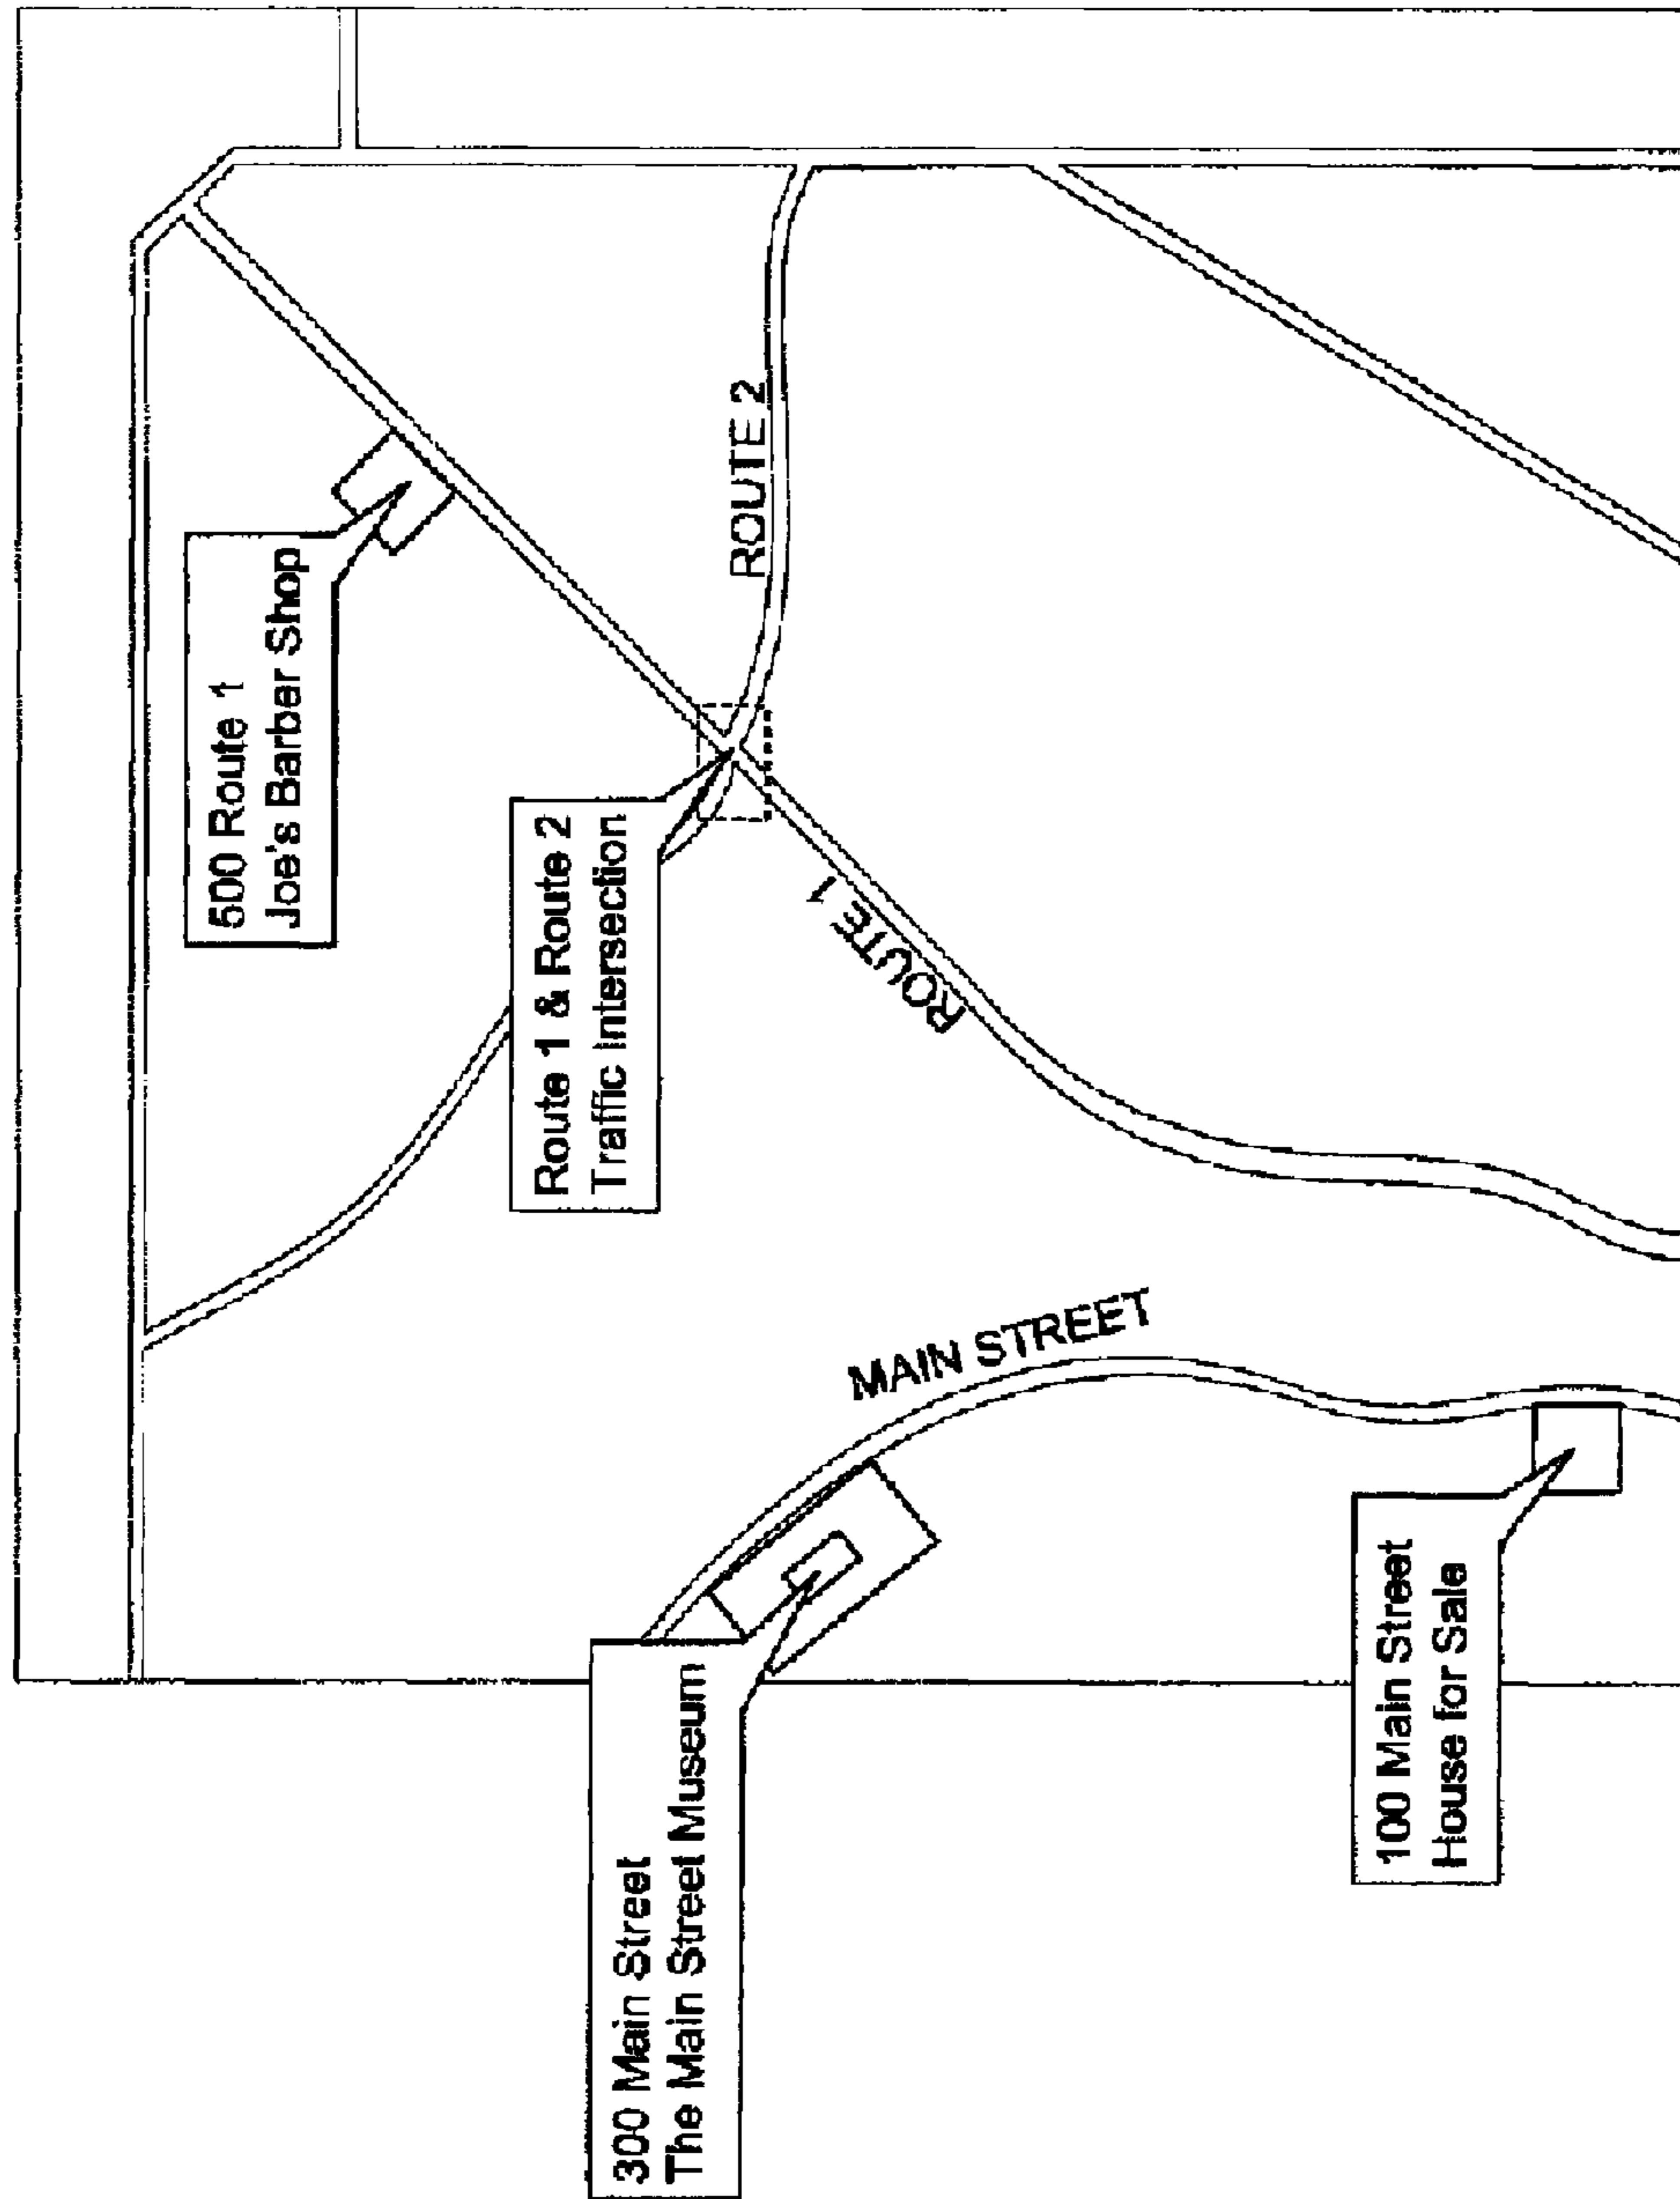 500 Route 1
Joe's Barber Shop
Route 1 & Route 2
Traffic Intersection
ROUTE 2
ROUTE 1
MAIN STREET
300 Main Street
The Main Street Museum
100 Main Street
House for Sale